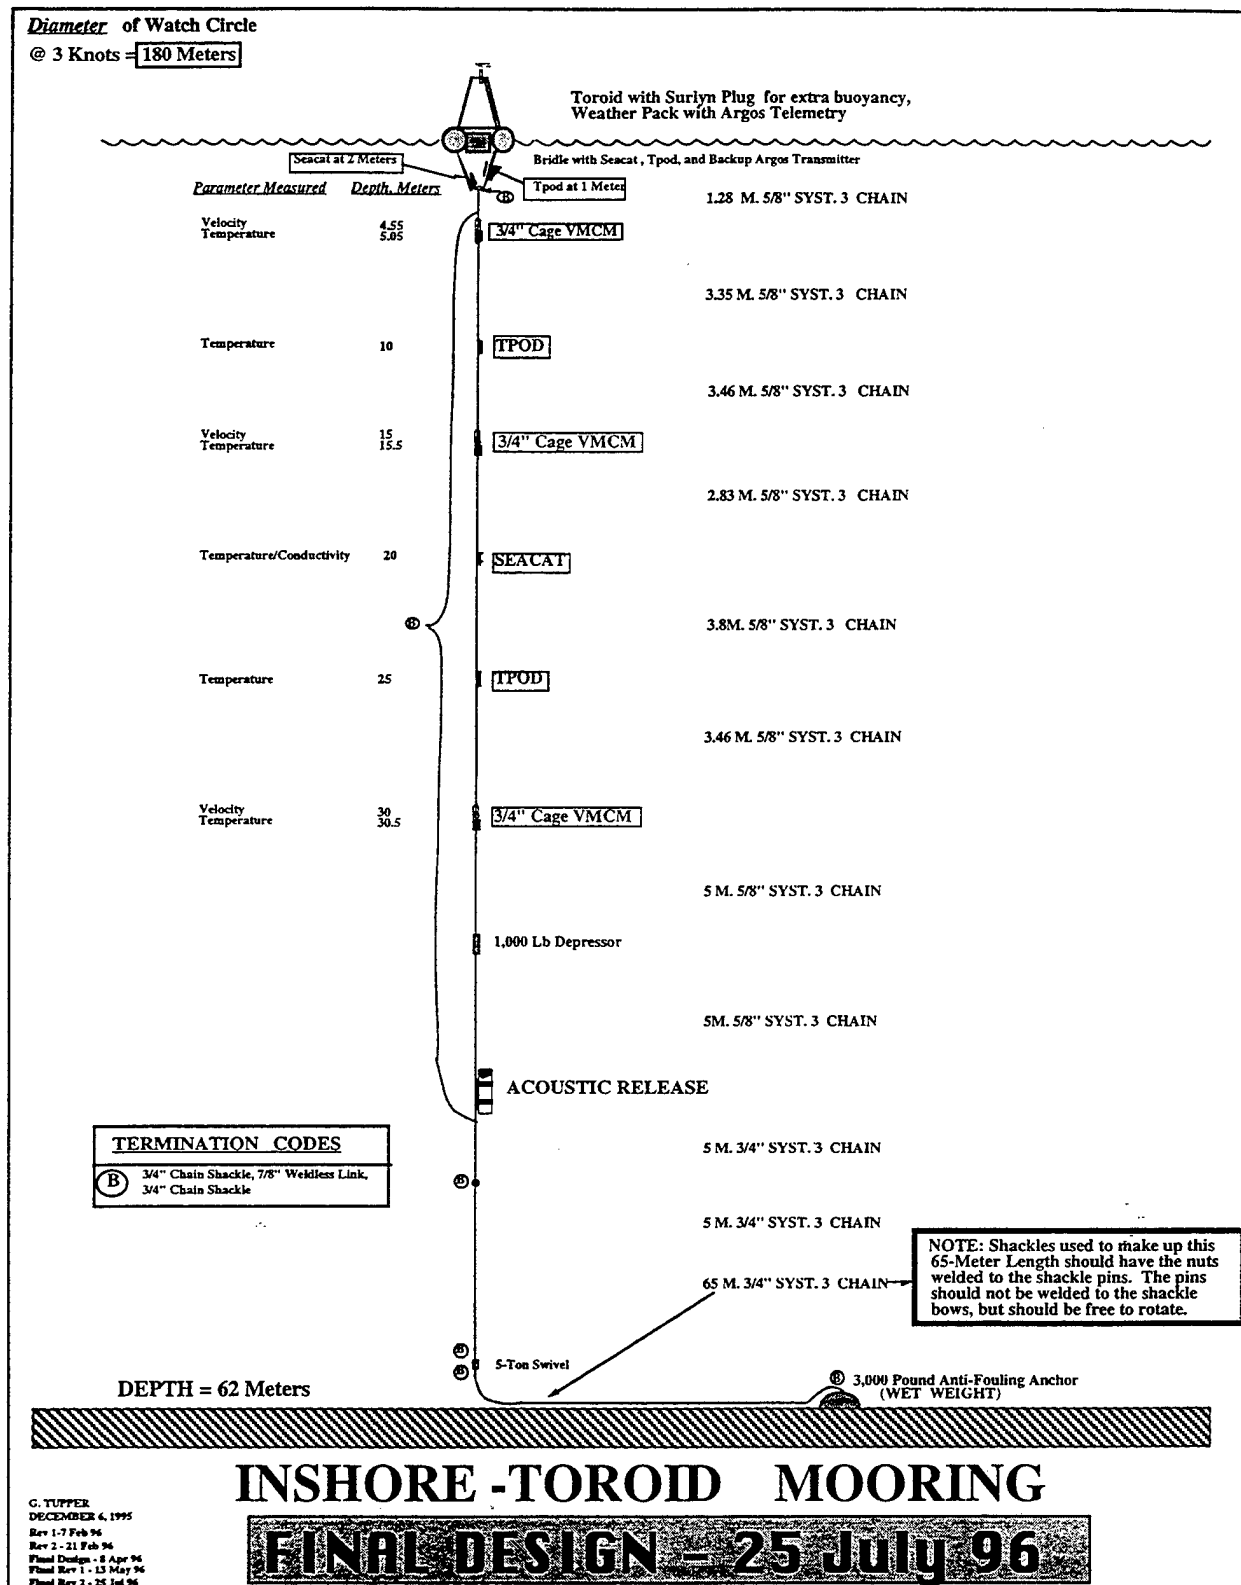 Diameter of Watch Circle
@ 3 Knots = 180 Meters
Toroid with Surlyn Plug for extra buoyancy,
Weather Pack with Argos Telemetry
Seacat at 2 Meters
Bridle with Seacat, Tpod, and Backup Argos Transmitter
Tpod at 1 Meter
B
Parameter Measured Depth, Meters
1.28 M. 5/8" SYST. 3 CHAIN
Velocity 4.55
Temperature 5.05
3/4" Cage VMCM
3.35 M. 5/8" SYST. 3 CHAIN
Temperature 10 TPOD
3.46 M. 5/8" SYST. 3 CHAIN
Velocity 15
Temperature 15.5
3/4" Cage VMCM
2.83 M. 5/8" SYST. 3 CHAIN
Temperature/Conductivity 20 SEACAT
B
3.8M. 5/8" SYST. 3 CHAIN
Temperature 25 TPOD
3.46 M. 5/8" SYST. 3 CHAIN
Velocity 30
Temperature 30.5
3/4" Cage VMCM
5 M. 5/8" SYST. 3 CHAIN
1,000 Lb Depressor
5M. 5/8" SYST. 3 CHAIN
ACOUSTIC RELEASE
TERMINATION CODES
B 3/4" Chain Shackle, 7/8" Weldless Link,
3/4" Chain Shackle
5 M. 3/4" SYST. 3 CHAIN
B
5 M. 3/4" SYST. 3 CHAIN
65 M. 3/4" SYST. 3 CHAIN
NOTE: Shackles used to make up this
65-Meter Length should have the nuts
welded to the shackle pins. The pins
should not be welded to the shackle
bows, but should be free to rotate.
B
B
5-Ton Swivel
DEPTH = 62 Meters
B 3,000 Pound Anti-Fouling Anchor
(WET WEIGHT)
INSHORE -TOROID MOORING
FINAL DESIGN - 25 July 96
G. TUPPER
DECEMBER 6, 1995
Rev 1-7 Feb 96
Rev 2 - 21 Feb 96
Final Design - 8 Apr 96
Final Rev 1 - 13 May 96
Final Rev 2 - 25 Jul 96